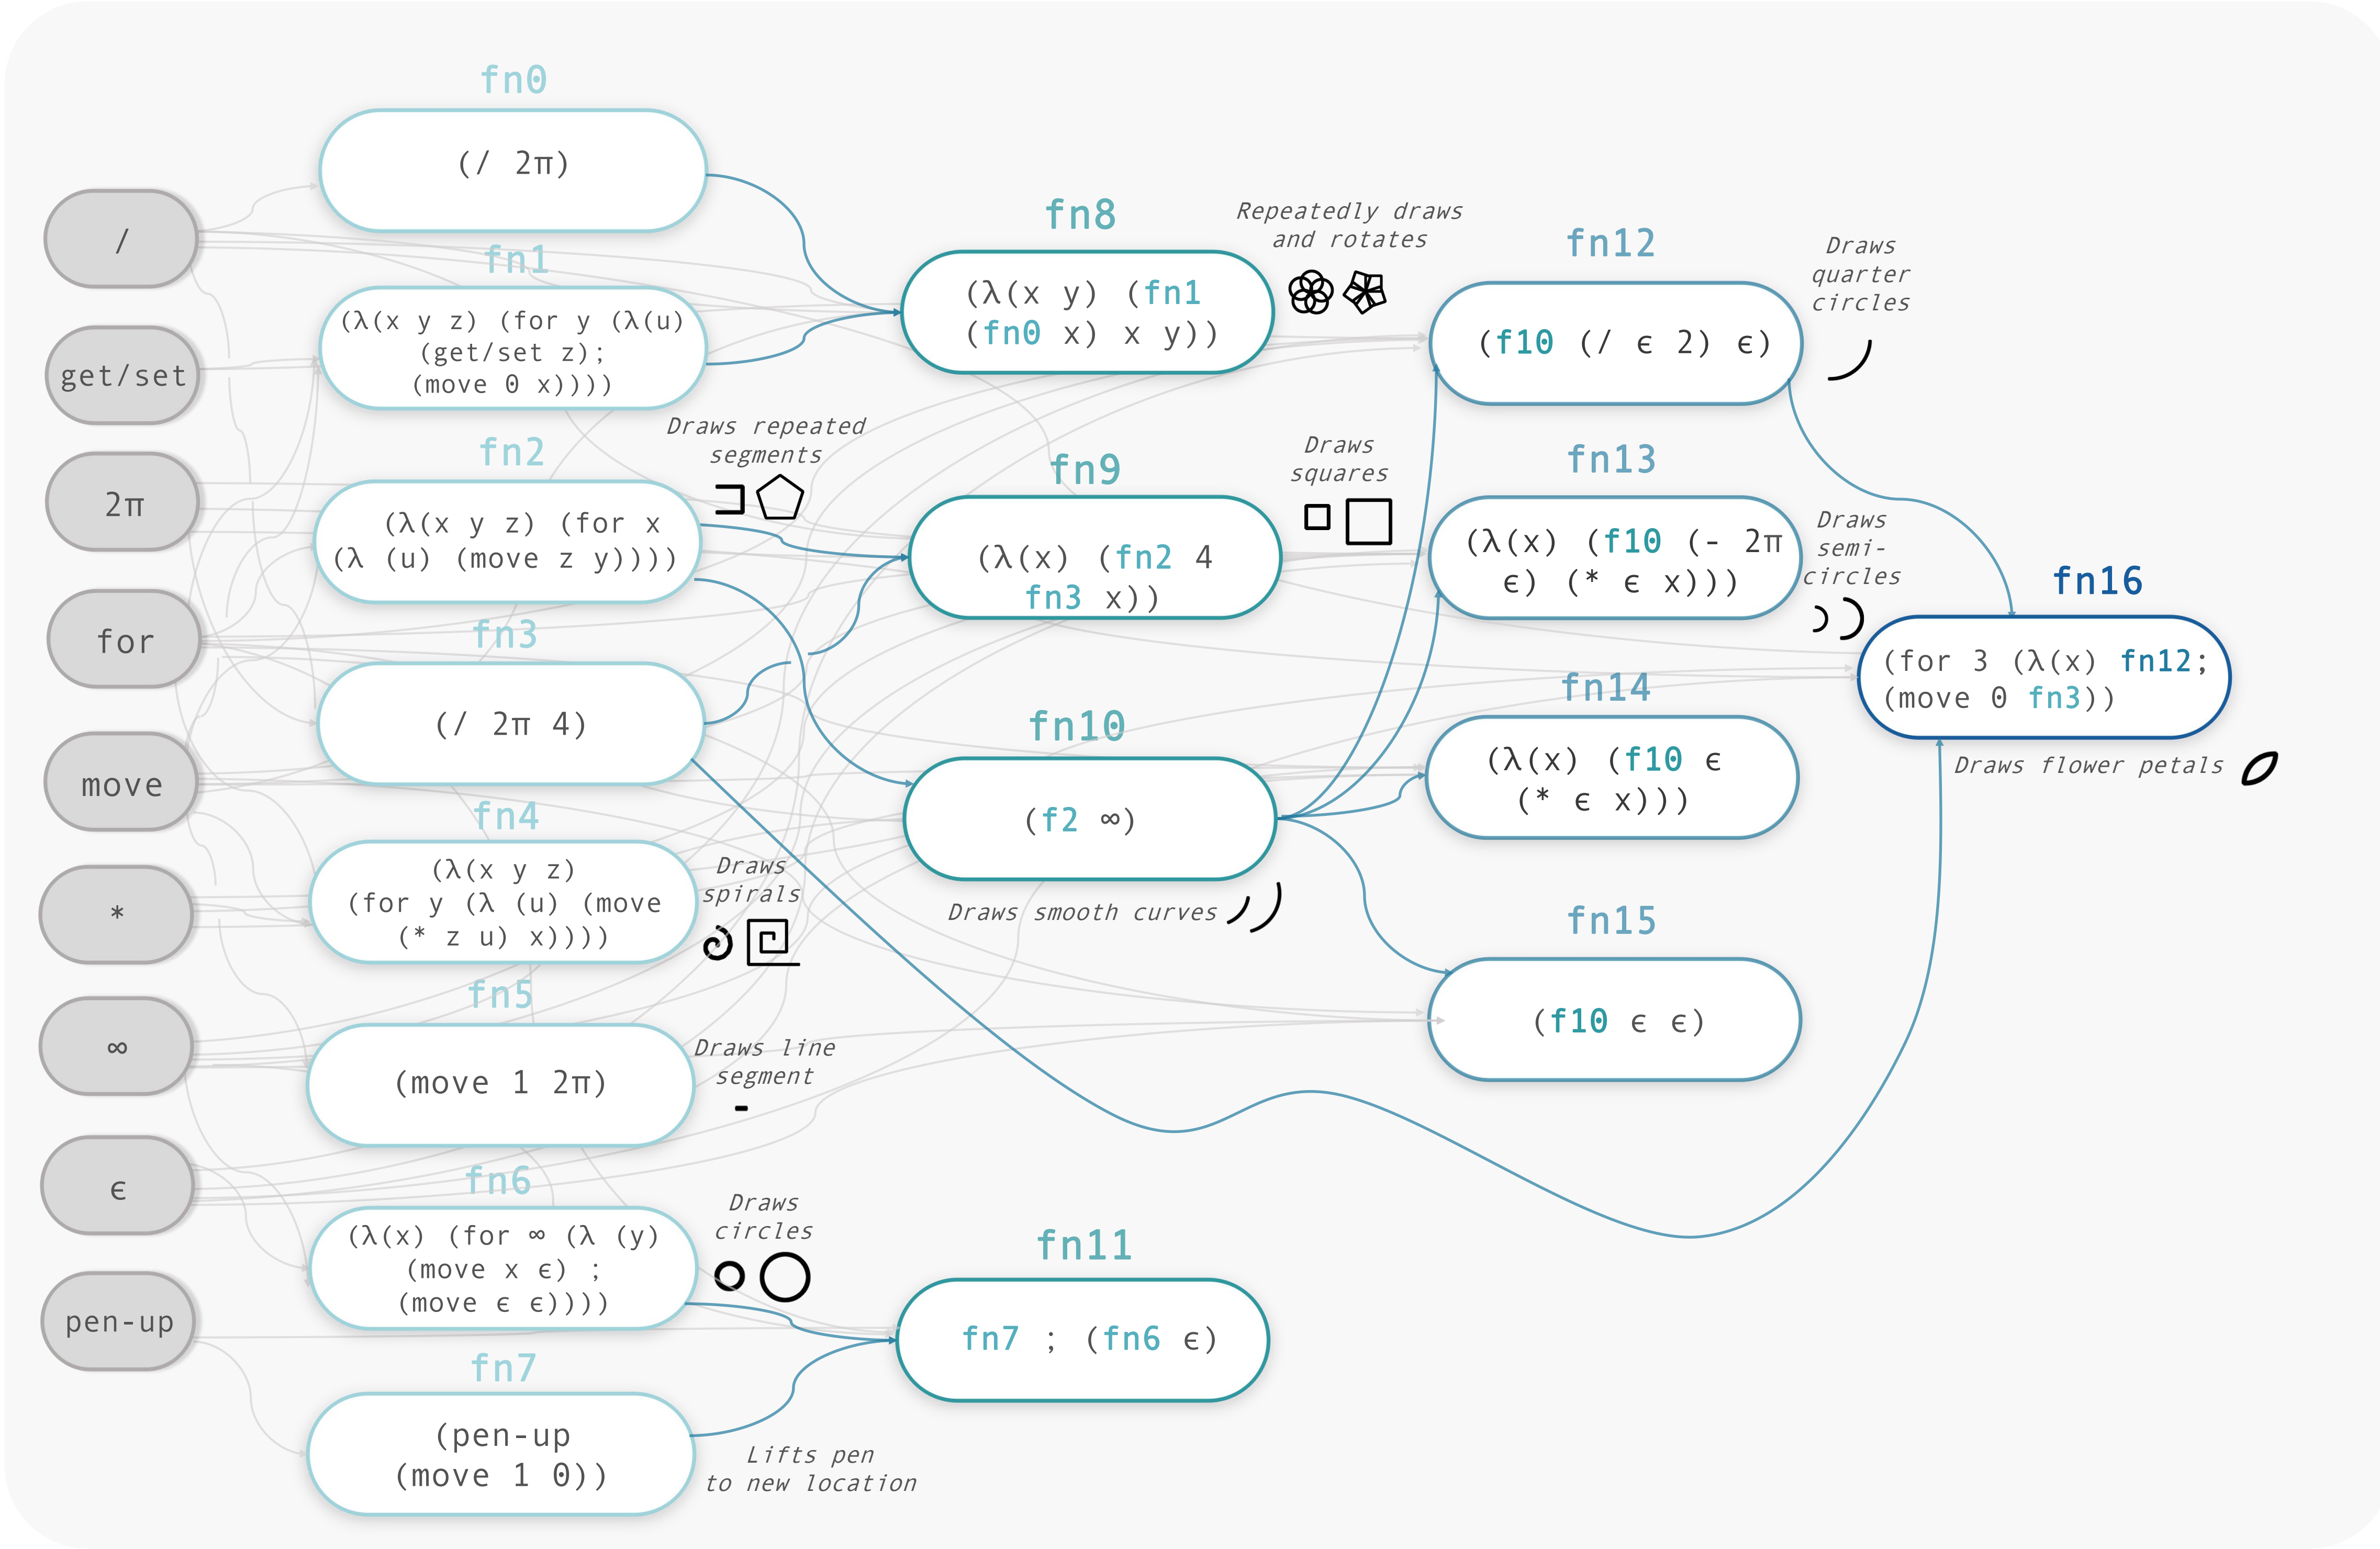 /
get/set
2π
for
move
*
∞
ϵ
pen-up
fn0
(/ 2π)
fn1
(λ(x y z) (for y (λ(u)
(get/set z);
(move 0 x))))
fn2
(λ(x y z) (for x
(λ (u) (move z y))))
Draws repeated
segments
fn3
(/ 2π 4)
fn4
(λ(x y z)
(for y (λ (u) (move
(* z u) x))))
Draws
spirals
fn5
(move 1 2π)
Draws line
segment
fn6
(λ(x) (for ∞ (λ (y)
(move x ϵ) ;
(move ϵ ϵ))))
Draws
circles
fn7
(pen-up
(move 1 0))
Lifts pen
to new location
fn8
(λ(x y) (fn1
(fn0 x) x y))
Repeatedly draws
and rotates
fn9
(λ(x) (fn2 4
fn3 x))
Draws
squares
fn10
(f2 ∞)
Draws smooth curves
fn11
fn7 ; (fn6 ϵ)
fn12
(f10 (/ ϵ 2) ϵ)
Draws
quarter
circles
fn13
(λ(x) (f10 (- 2π
ϵ) (* ϵ x)))
Draws
semi-
circles
fn14
(λ(x) (f10 ϵ
(* ϵ x)))
fn15
(f10 ϵ ϵ)
fn16
(for 3 (λ(x) fn12;
(move 0 fn3))
Draws flower petals